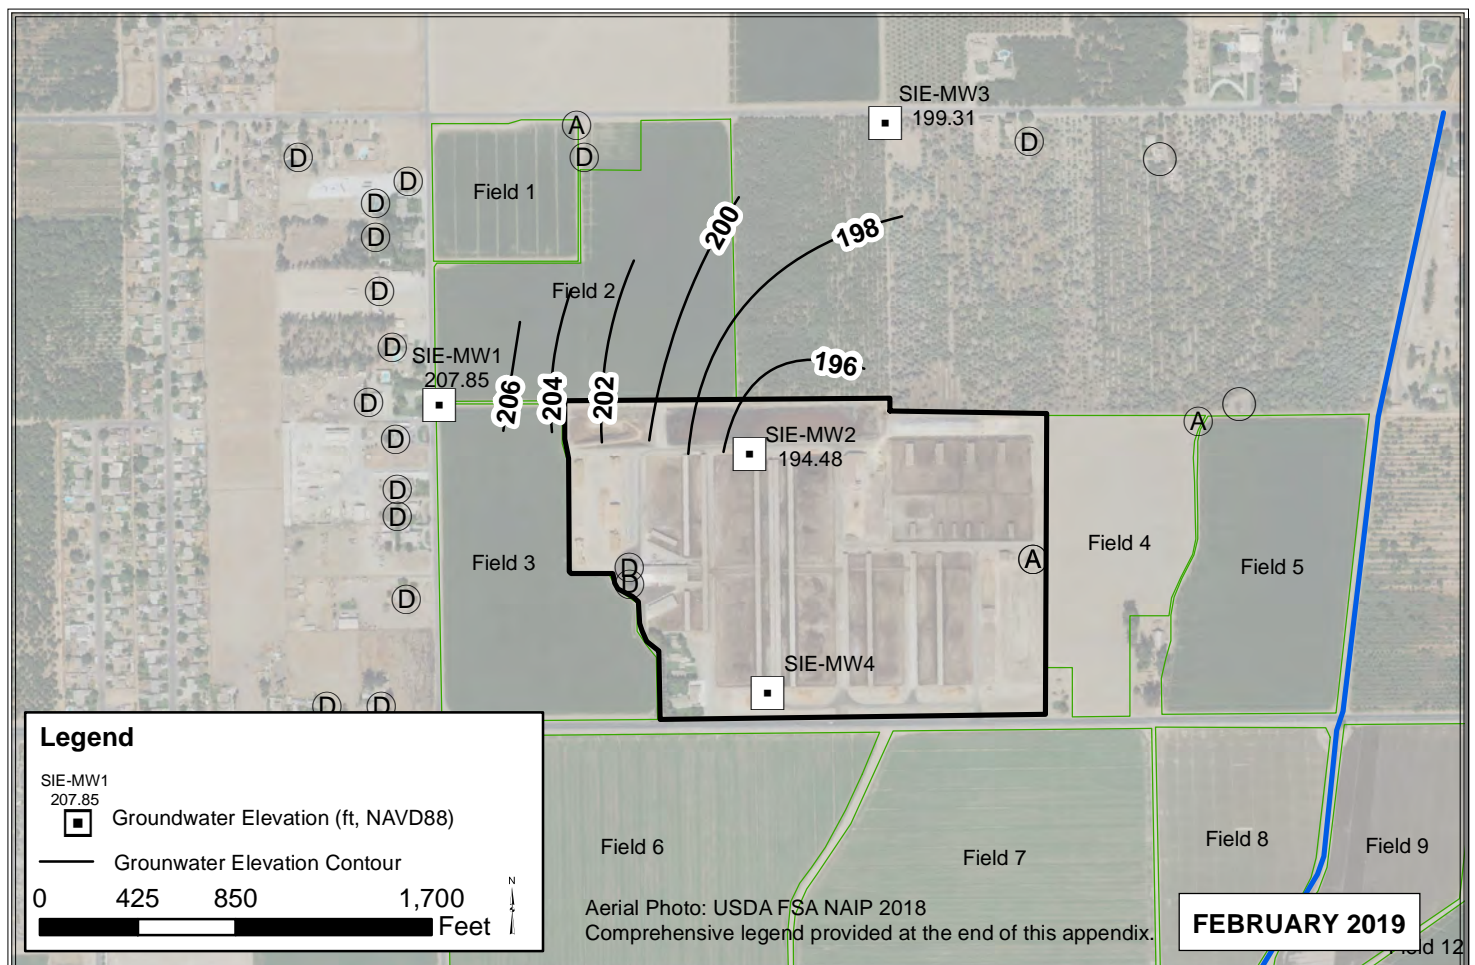 SIE-MW3
199.31
A
D
D
D
D
D
Field 1
D
200
198
D
Field 2
D
SIE-MW1
207.85
196
206
204
202
D
A
D
SIE-MW2
194.48
D
D
Field 3
D
D
A
Field 4
Field 5
D
SIE-MW4
D
D
Legend
SIE-MW1
207.85
Groundwater Elevation (ft, NAVD88)
Grounwater Elevation Contour
0 425 850 1,700
Feet
N
Field 6
Field 7
Field 8
Field 9
Aerial Photo: USDA FSA NAIP 2018
Comprehensive legend provided at the end of this appendix.
FEBRUARY 2019
Field 12